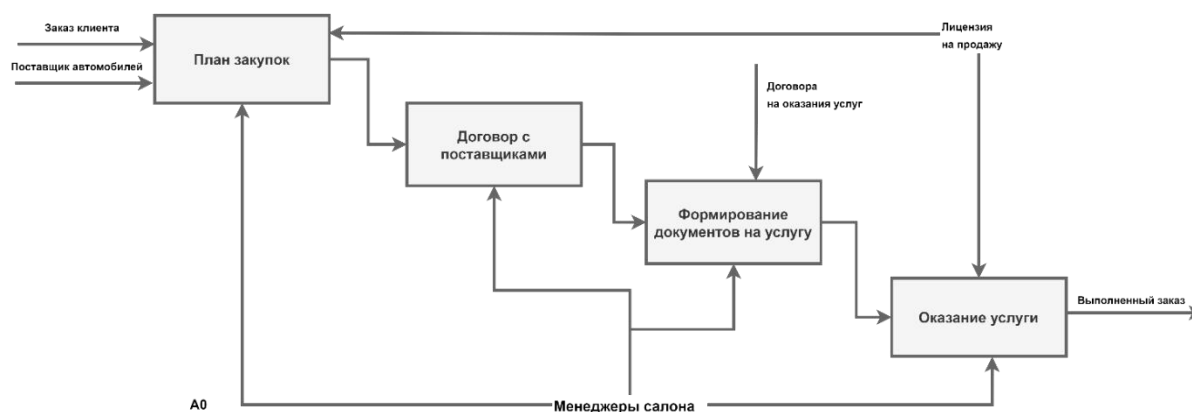 Заказ клиента
Поставщик автомобилей
План закупок
Лицензия
на продажу
Договора
на оказания услуг
Договор с
поставщиками
Формирование
документов на услугу
Оказание услуги
Выполненный заказ
A0
Менеджеры салона